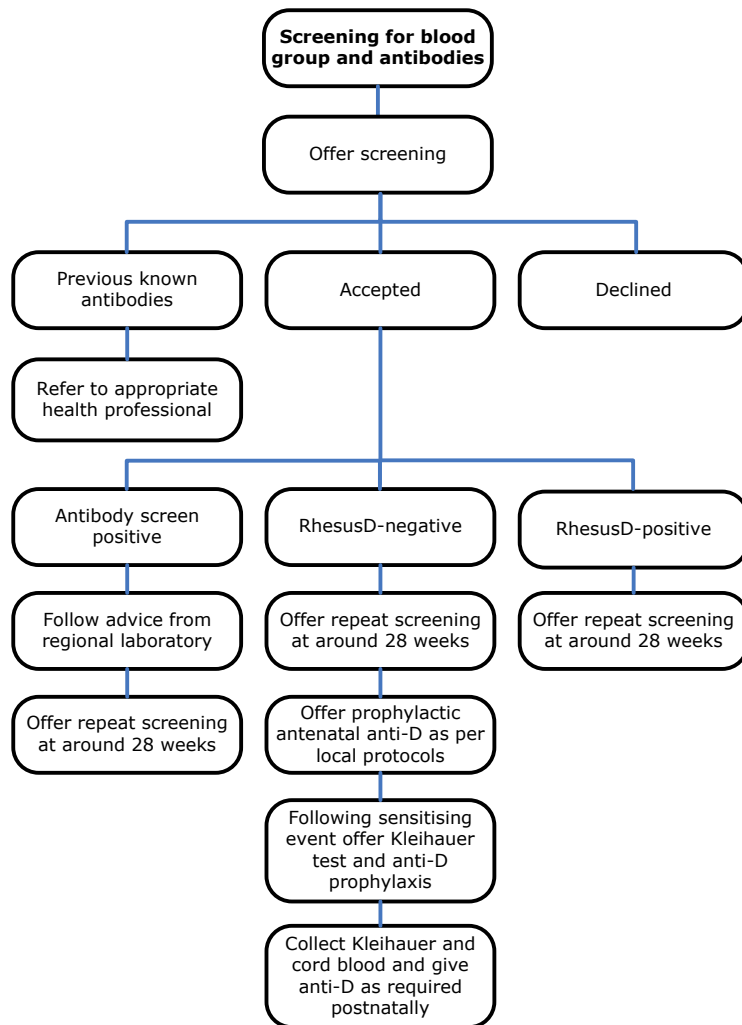 Screening for blood
group and antibodies
Offer screening
Previous known
antibodies
Accepted
Declined
Refer to appropriate
health professional
Antibody screen
positive
RhesusD-negative
RhesusD-positive
Follow advice from
regional laboratory
Offer repeat screening
at around 28 weeks
Offer repeat screening
at around 28 weeks
Offer repeat screening
at around 28 weeks
Offer prophylactic
antenatal anti-D as per
local protocols
Following sensitising
event offer Kleihauer
test and anti-D
prophylaxis
Collect Kleihauer and
cord blood and give
anti-D as required
postnatally